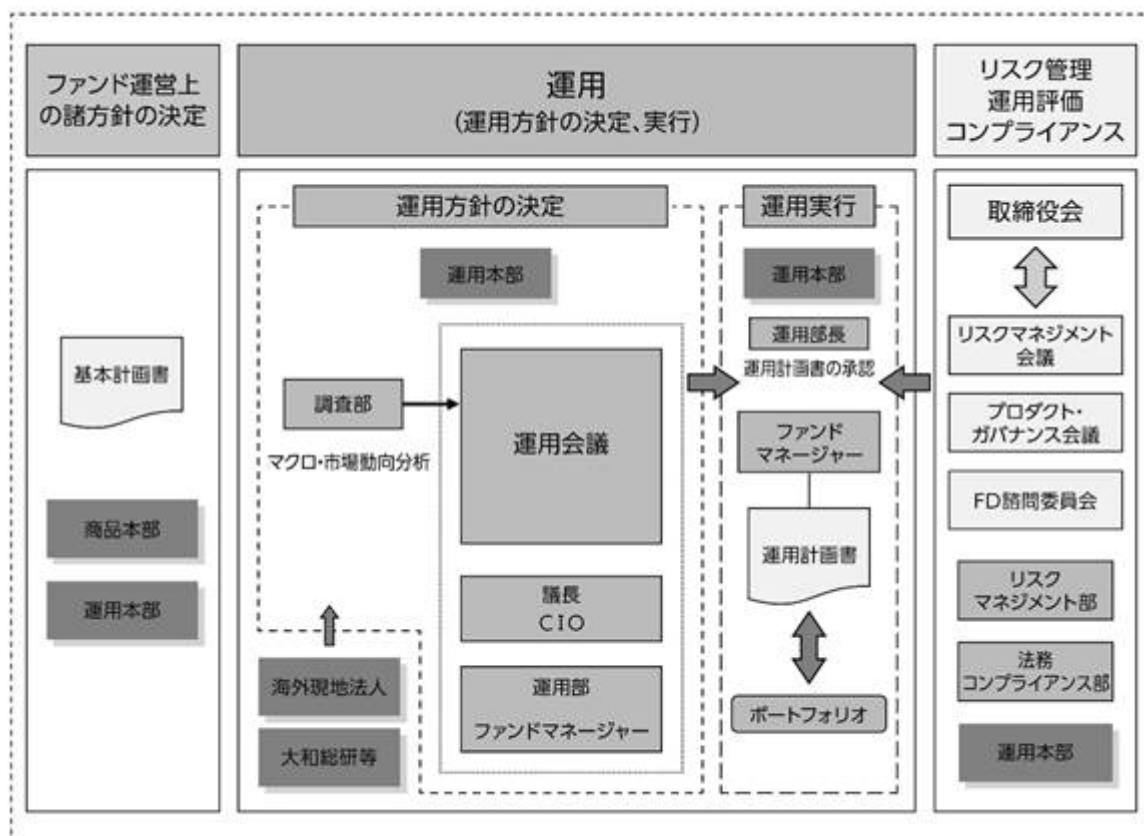 ファンド運営上
の諸方針の決定
運用
(運用方針の決定、実行)
リスク管理
運用評価
コンプライアンス
基本計画書
商品本部
運用本部
運用方針の決定
運用本部
調査部
マクロ・市場動向分析
運用会議
議長
CIO
運用部
ファンドマネージャー
海外現地法人
大和総研等
運用実行
運用本部
運用部長
運用計画書の承認
ファンド
マネージャー
運用計画書
ポートフォリオ
取締役会
リスクマネジメント
会議
プロダクト・
ガバナンス会議
FD諮問委員会
リスク
マネジメント部
法務
コンプライアンス部
運用本部